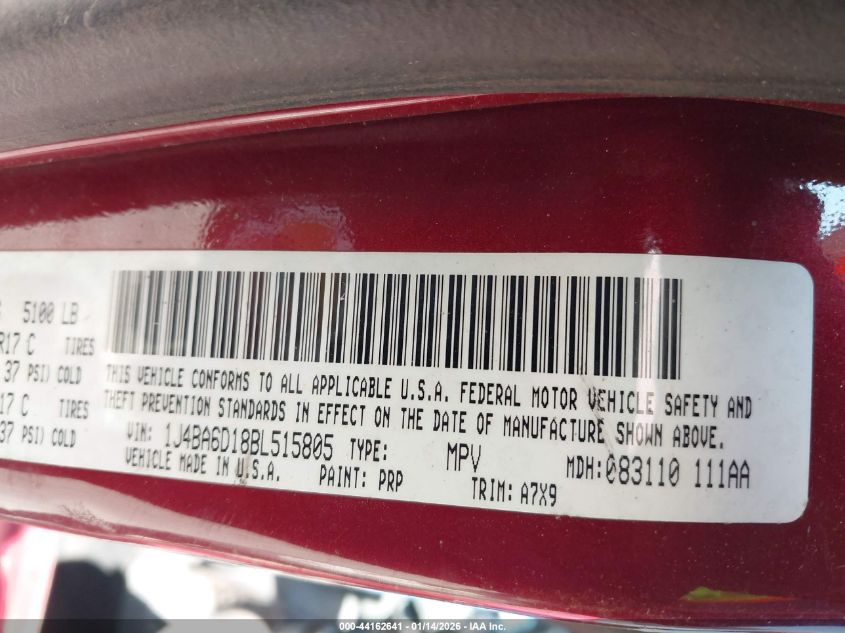 5100 LB
R17 C TIRES
37 PSI) COLD
17 C TIRES
37 PSI) COLD
THIS VEHICLE CONFORMS TO ALL APPLICABLE U.S.A. FEDERAL MOTOR VEHICLE SAFETY AND
THEFT PREVENTION STANDARDS IN EFFECT ON THE DATE OF MANUFACTURE SHOWN ABOVE.
VIN: 1J4BA6D18BL515805 TYPE: MPV MDH: 083110 111AA
VEHICLE MADE IN U.S.A. PAINT: PRP TRIM: A7X9
000-44162641 - 01/14/2026 - IAA Inc.